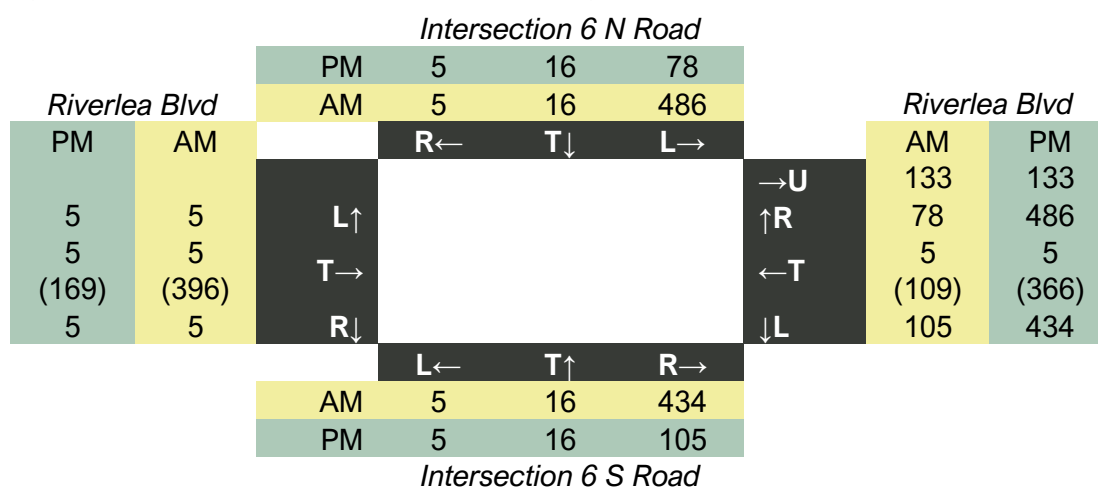 Intersection 6 N Road
PM 5 16 78
Riverlea Blvd AM 5 16 486 Riverlea Blvd
PM AM R← T↓ L→ AM PM
→U 133 133
5 5 L↑ ↑R 78 486
5 5 T→ ←T 5 5
(169) (396) (109) (366)
5 5 R↓ ↓L 105 434
L← T↑ R→
AM 5 16 434
PM 5 16 105
Intersection 6 S Road